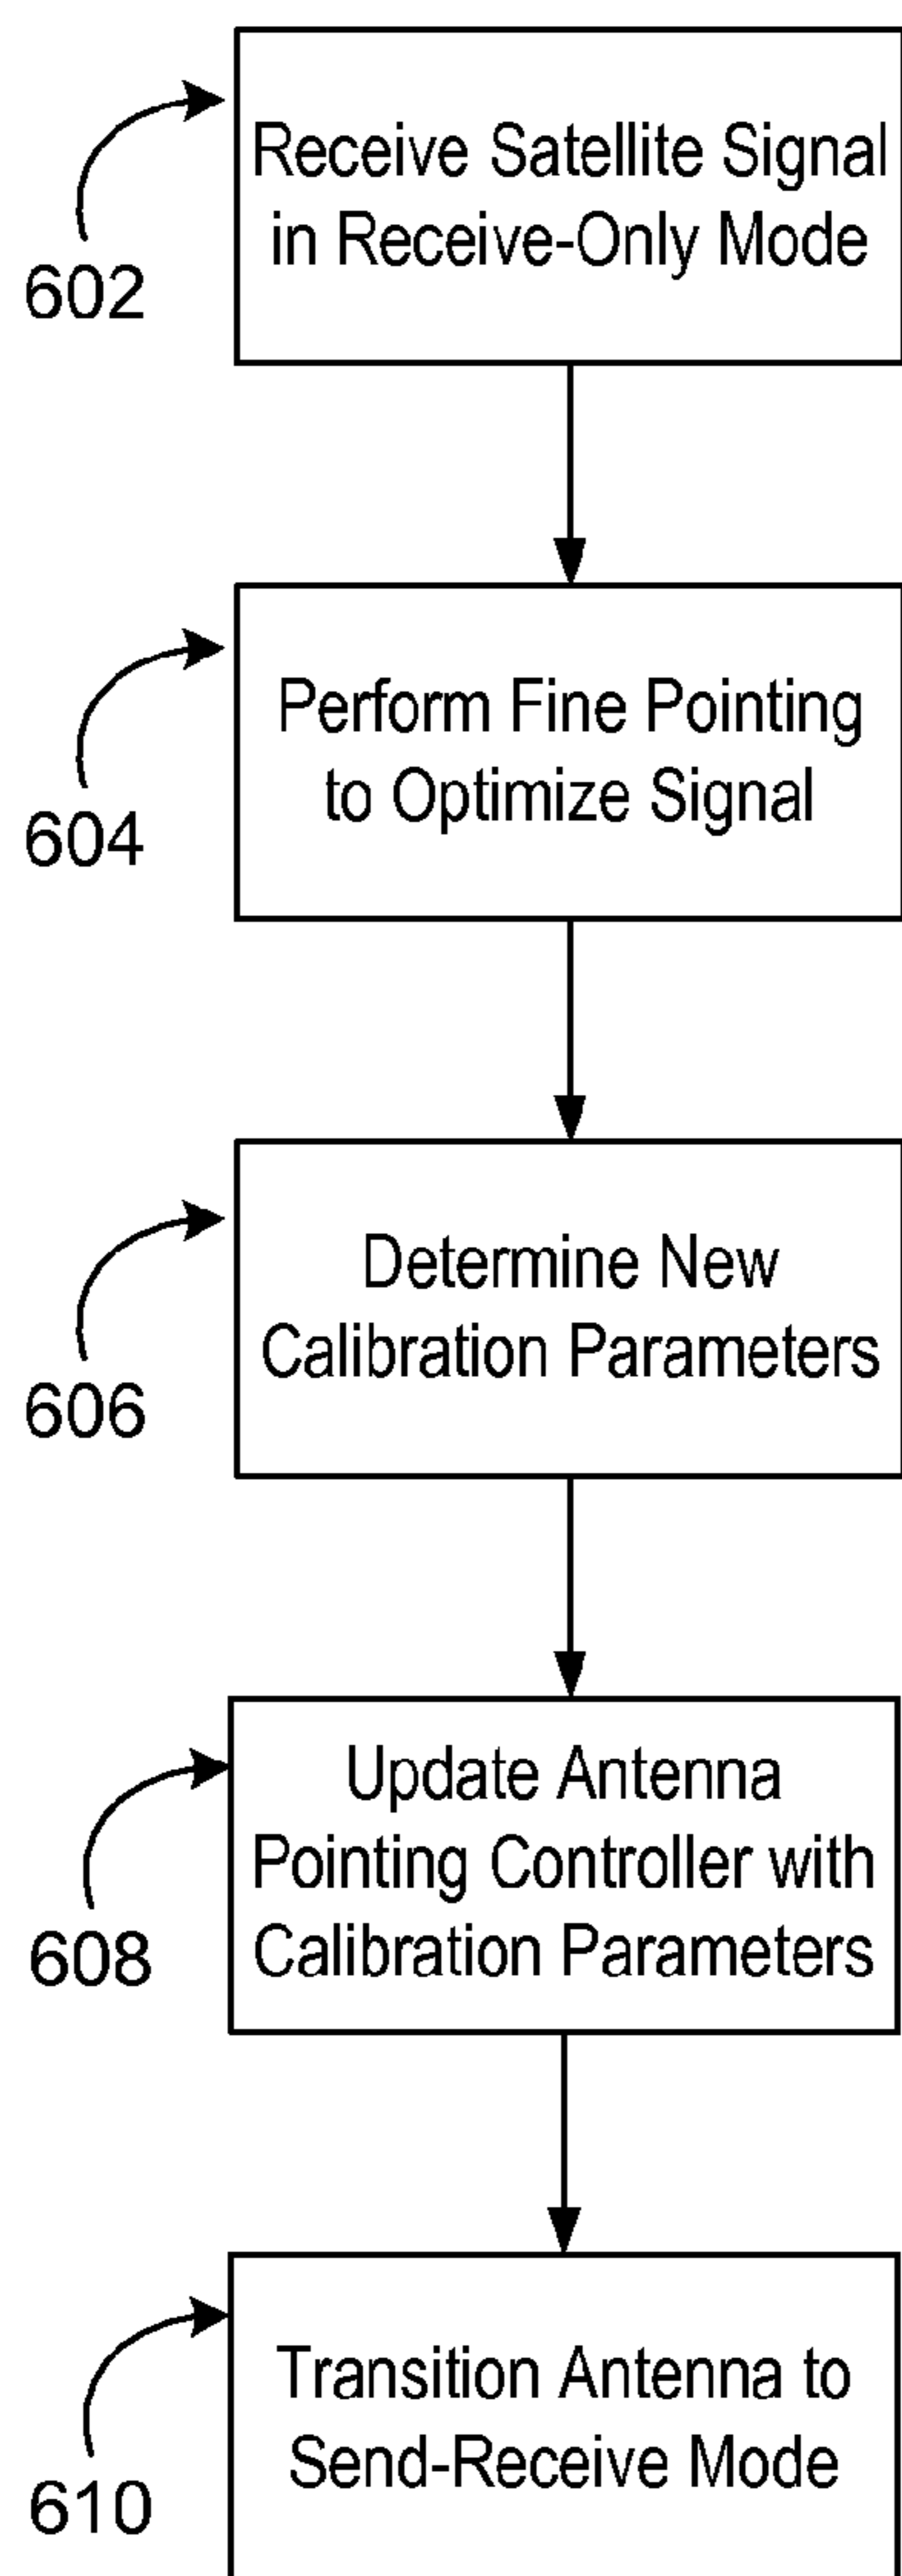 Receive Satellite Signal
in Receive-Only Mode
602
Perform Fine Pointing
to Optimize Signal
604
Determine New
Calibration Parameters
606
Update Antenna
Pointing Controller with
Calibration Parameters
608
Transition Antenna to
Send-Receive Mode
610